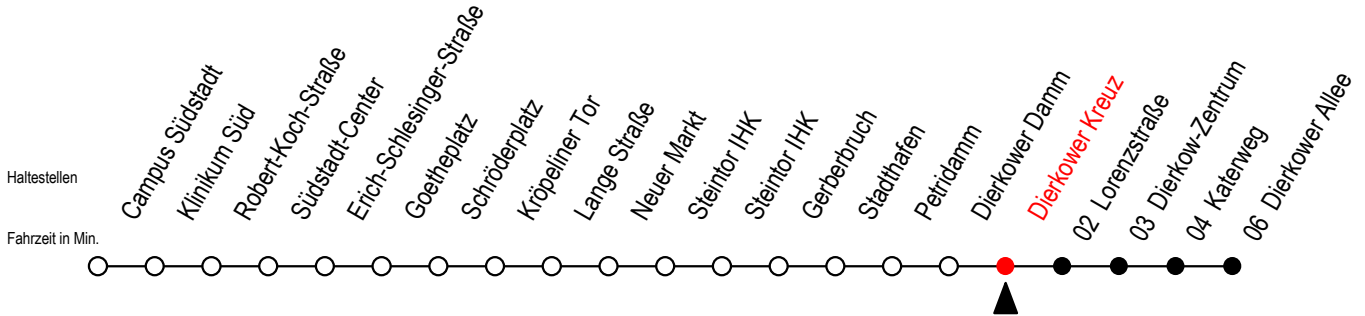 Haltestellen
Fahrzeit in Min.
Campus Südstadt
Klinikum Süd
Robert-Koch-Straße
Südstadt-Center
Erich-Schlesinger-Straße
Goetheplatz
Schröderplatz
Kröpeliner Tor
Lange Straße
Neuer Markt
Steintor IHK
Steintor IHK
Gerberbruch
Stadthafen
Petridamm
Dierkower Damm
Dierkower Kreuz
02 Lorenzstraße
03 Dierkow-Zentrum
04 Katenweg
06 Dierkower Allee